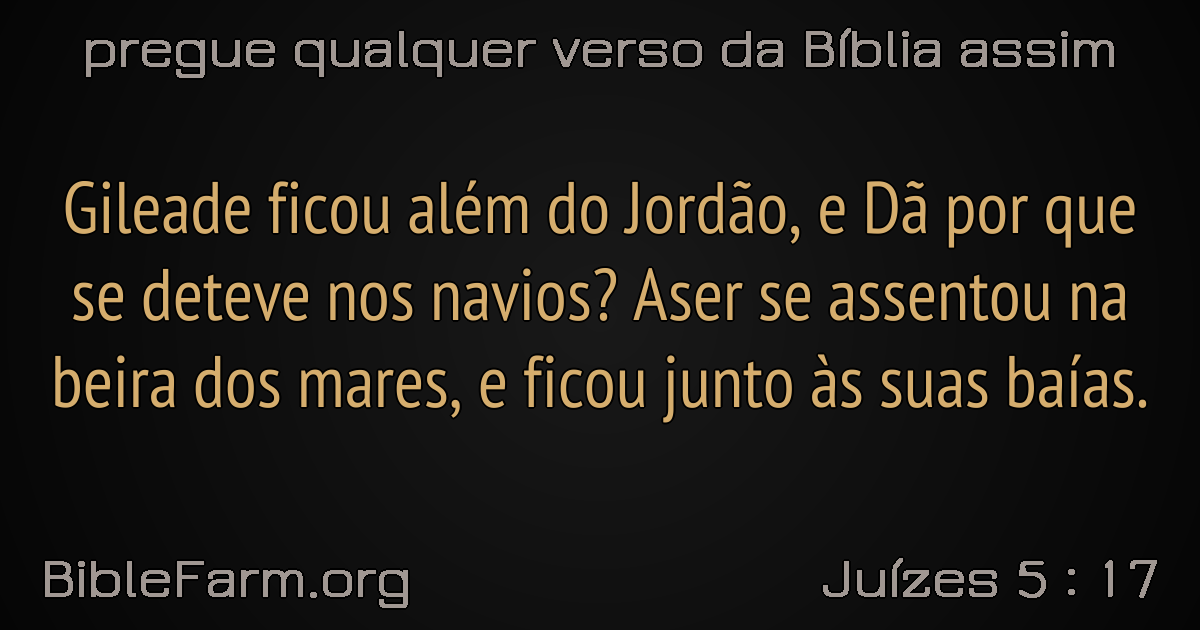 pregue qualquer verso da Bíblia assim
Gileade ficou além do Jordão, e Dã por que
se deteve nos navios? Aser se assentou na
beira dos mares, e ficou junto às suas baías.
BibleFarm.org
Juízes 5 : 17